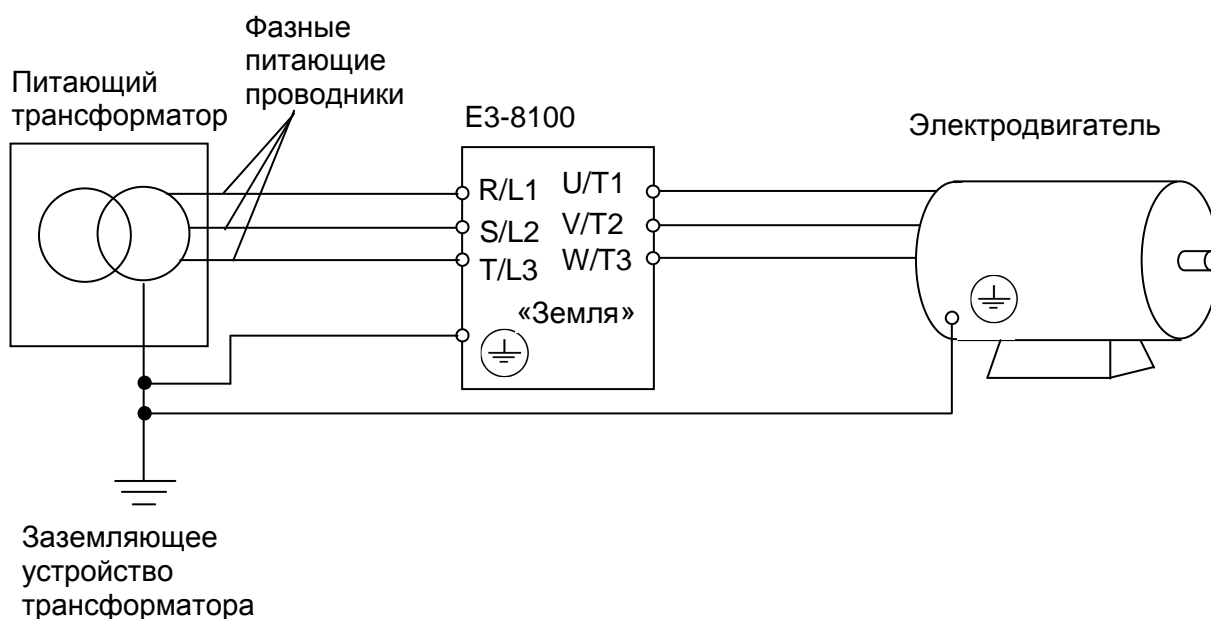 Фазные
питающие
проводники
Питающий
трансформатор
E3-8100
Электродвигатель
R/L1 U/T1
S/L2 V/T2
T/L3 W/T3
«Земля»
Заземляющее
устройство
трансформатора